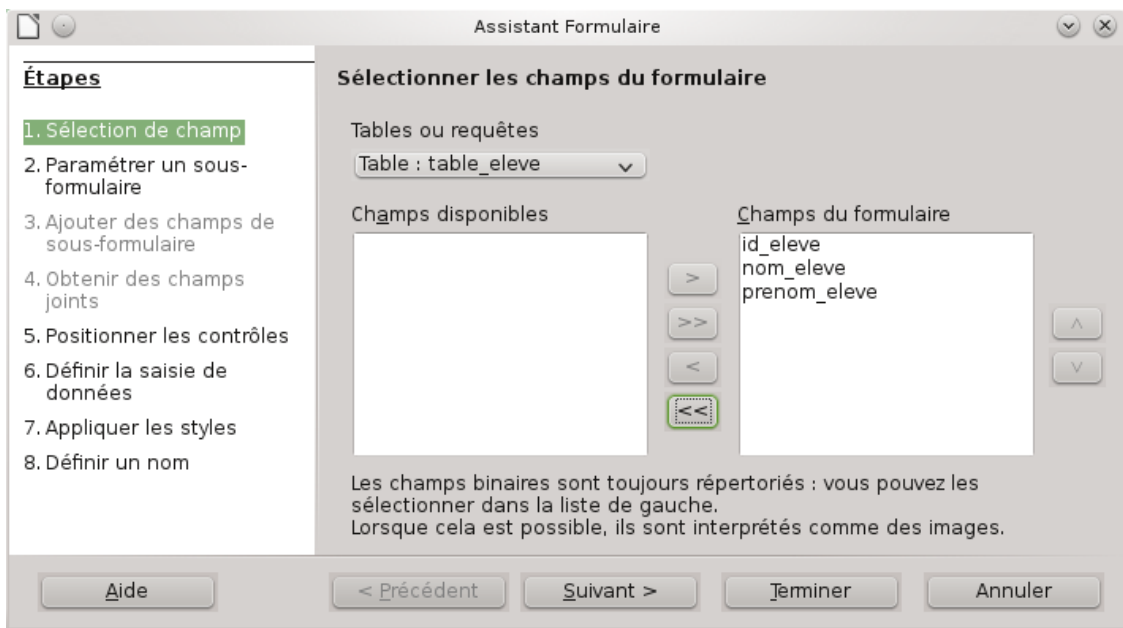 Assistant Formulaire
Étapes
1. Sélection de champ
2. Paramétrer un sous-
formulaire
3. Ajouter des champs de
sous-formulaire
4. Obtenir des champs
joints
5. Positionner les contrôles
6. Définir la saisie de
données
7. Appliquer les styles
8. Définir un nom
Sélectionner les champs du formulaire
Tables ou requêtes
Table : table_eleve
Champs disponibles
>
>>
<
<<
Champs du formulaire
id_eleve
nom_eleve
prenom_eleve
Les champs binaires sont toujours répertoriés : vous pouvez les
sélectionner dans la liste de gauche.
Lorsque cela est possible, ils sont interprétés comme des images.
Aide
< Précédent
Suivant >
Terminer
Annuler